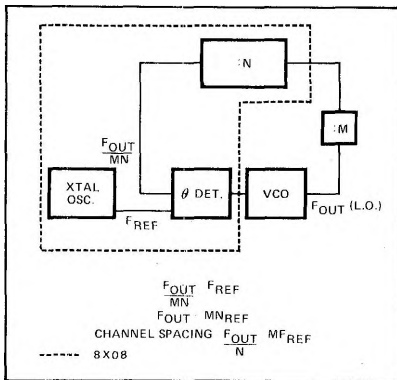 :N
:M
F_OUT
MN
XTAL
OSC.
θ DET.
VCO
F_REF
F_OUT (L.O.)
F_OUT F_REF
MN
F_OUT MN_REF
CHANNEL SPACING F_OUT MF_REF
N
8X08